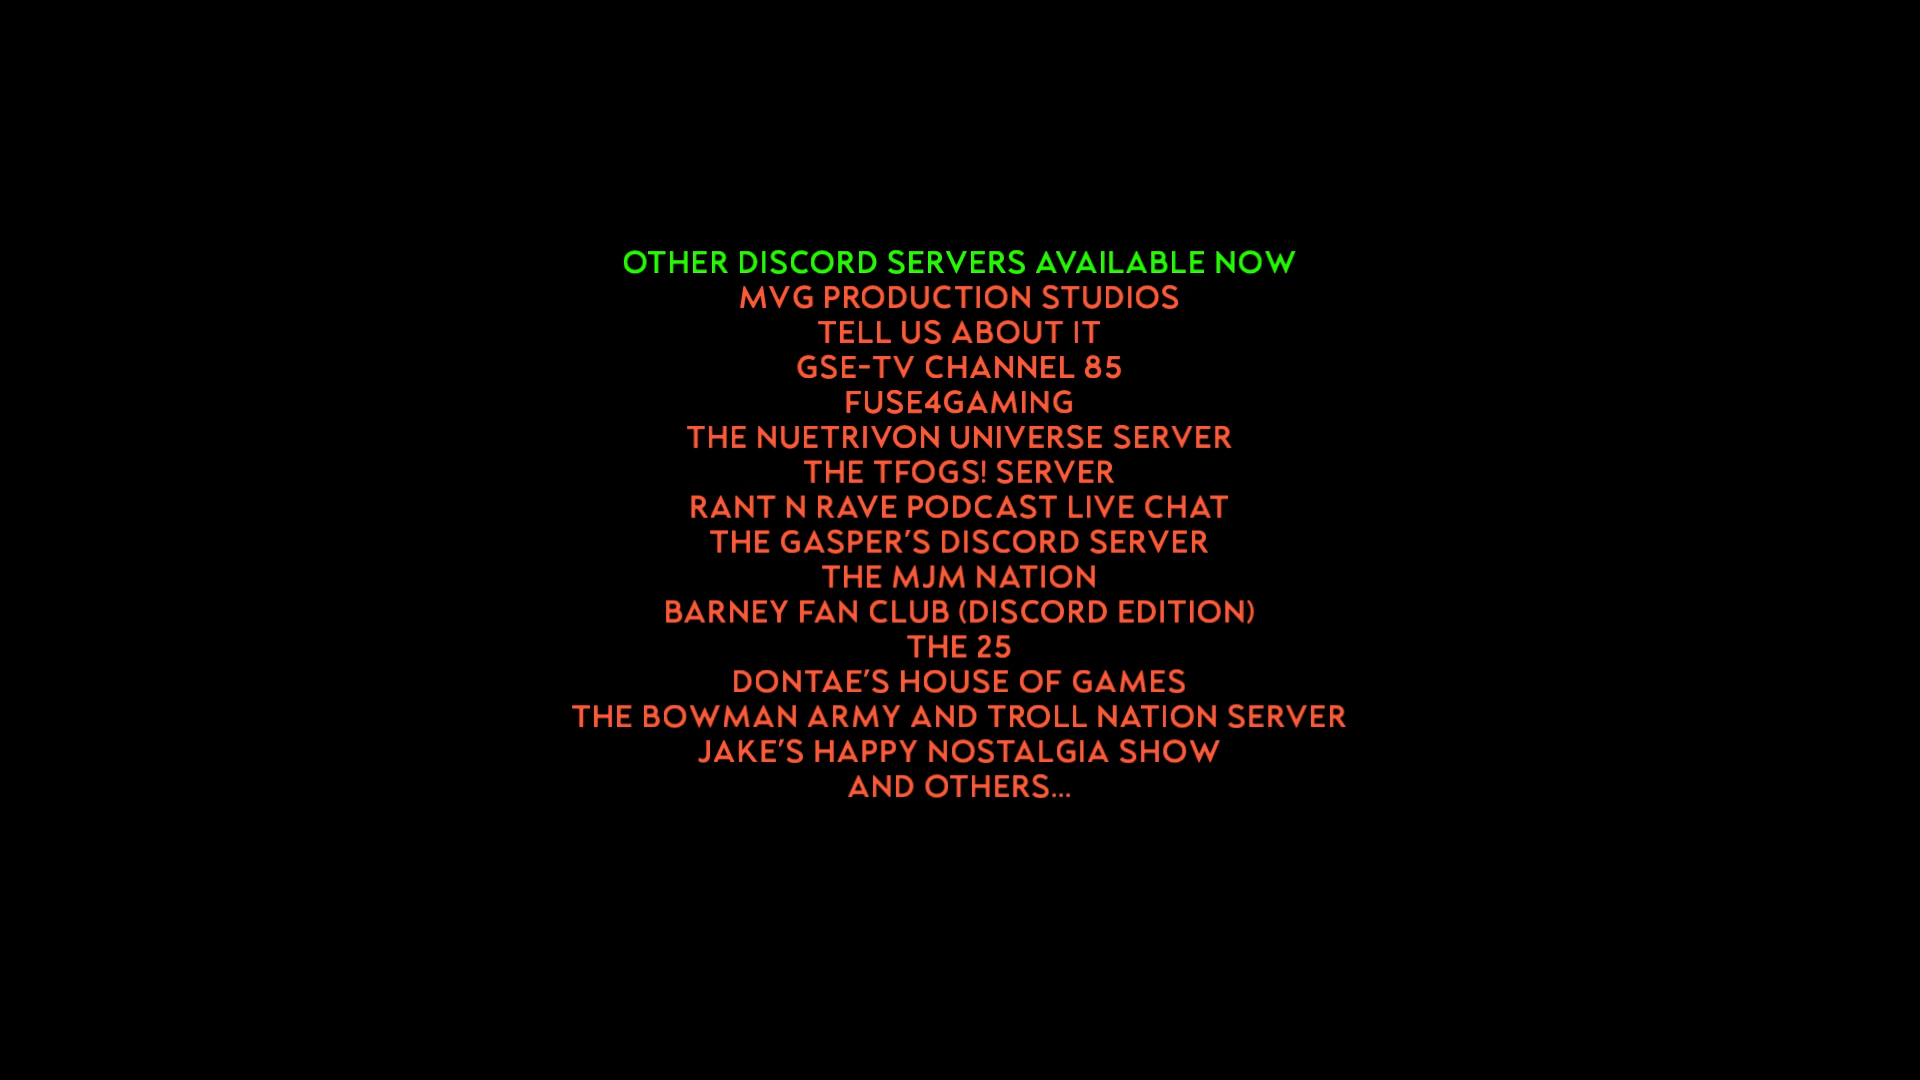 OTHER DISCORD SERVERS AVAILABLE NOW
MVG PRODUCTION STUDIOS
TELL US ABOUT IT
GSE-TV CHANNEL 85
FUSE4GAMING
THE NUETRIVON UNIVERSE SERVER
THE TFOGS! SERVER
RANT N RAVE PODCAST LIVE CHAT
THE GASPER'S DISCORD SERVER
THE MJM NATION
BARNEY FAN CLUB (DISCORD EDITION)
THE 25
DONTAE'S HOUSE OF GAMES
THE BOWMAN ARMY AND TROLL NATION SERVER
JAKE'S HAPPY NOSTALGIA SHOW
AND OTHERS...